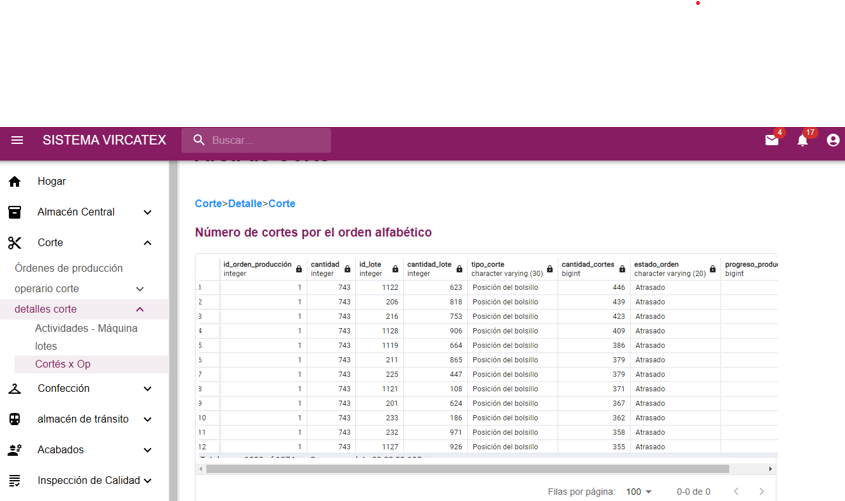 4 17
SISTEMA VIRCATEX Buscar...
Corte>Detalle>Corte
Número de cortes por el orden alfabético
Hogar
Almacén Central
Corte
Órdenes de producción
operario corte
detalles corte
Actividades - Máquina
lotes
Cortés x Op
Confección
almacén de tránsito
Acabados
Inspección de Calidad
id_orden_producción cantidad id_lote cantidad_lote tipo_corte cantidad_cortes estado_orden progreso_produc
integer integer integer integer character varying (30) bigint character varying (20) bigint
1 1 743 1122 623 Posición del bolsillo 446 Atrasado
2 1 743 206 818 Posición del bolsillo 439 Atrasado
3 1 743 216 753 Posición del bolsillo 423 Atrasado
4 1 743 1128 906 Posición del bolsillo 409 Atrasado
5 1 743 1119 664 Posición del bolsillo 386 Atrasado
6 1 743 211 865 Posición del bolsillo 379 Atrasado
7 1 743 225 447 Posición del bolsillo 379 Atrasado
8 1 743 1121 108 Posición del bolsillo 371 Atrasado
9 1 743 201 624 Posición del bolsillo 367 Atrasado
10 1 743 233 186 Posición del bolsillo 362 Atrasado
11 1 743 232 971 Posición del bolsillo 358 Atrasado
12 1 743 1127 926 Posición del bolsillo 355 Atrasado
Filas por página: 100 0-0 de 0